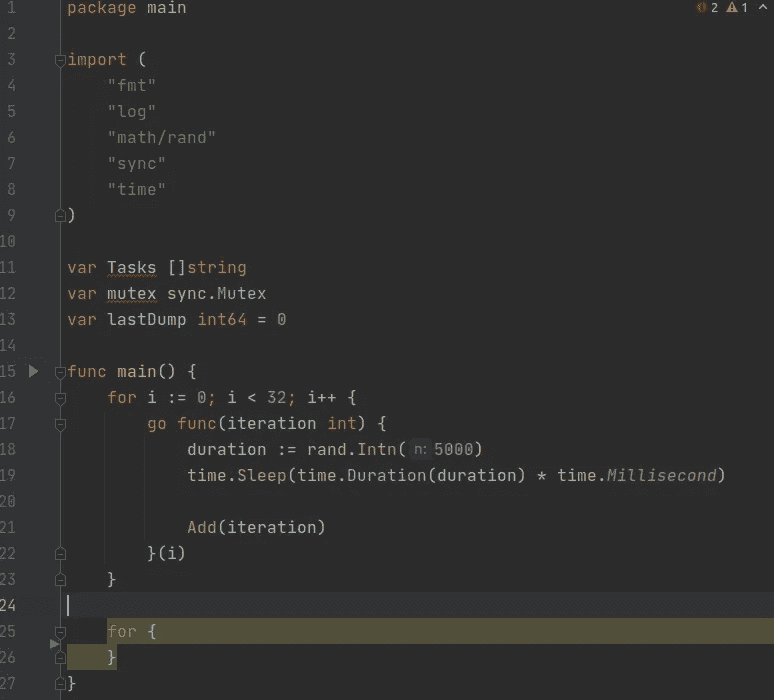 1 package main 2 1
2
3 import (
4 "fmt"
5 "log"
6 "math/rand"
7 "sync"
8 "time"
9 )
10
11 var Tasks []string
12 var mutex sync.Mutex
13 var lastDump int64 = 0
14
15 func main() {
16 for i := 0; i < 32; i++ {
17 go func(iteration int) {
18 duration := rand.Intn( n: 5000)
19 time.Sleep(time.Duration(duration) * time.Millisecond)
20
21 Add(iteration)
22 }(i)
23 }
24
25 for {
26 }
27 }